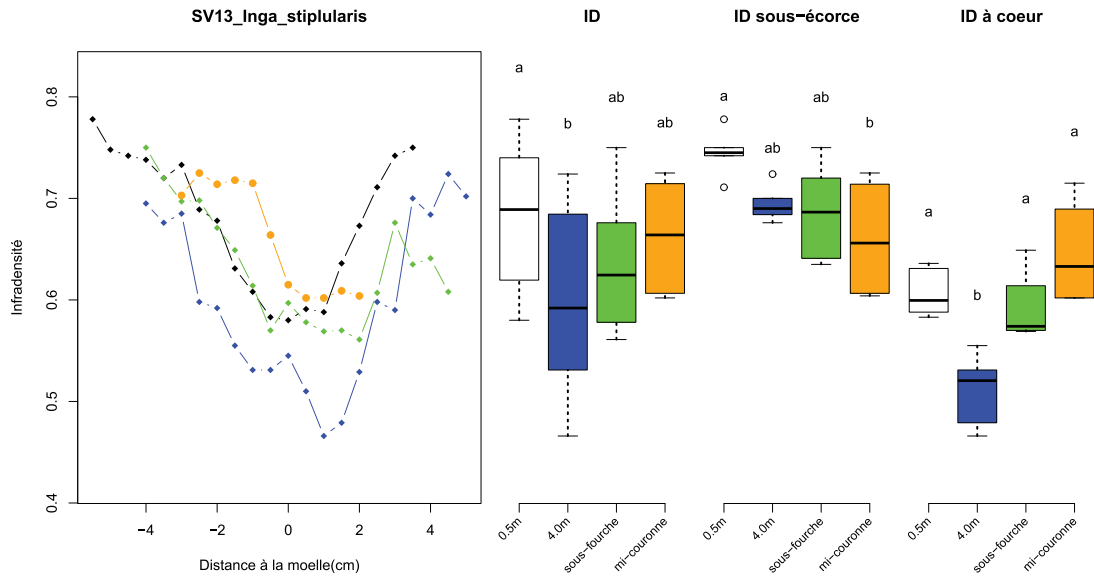 SV13_Inga_stiplularis
Infradensité
0.8
0.7
0.6
0.5
0.4
−4
−2
0
2
4
Distance à la moelle(cm)
ID
a
b
ab
ab
0.5m
4.0m
sous−fourche
mi−couronne
ID sous−écorce
a
ab
ab
b
0.5m
4.0m
sous−fourche
mi−couronne
ID à coeur
a
b
a
a
0.5m
4.0m
sous−fourche
mi−couronne